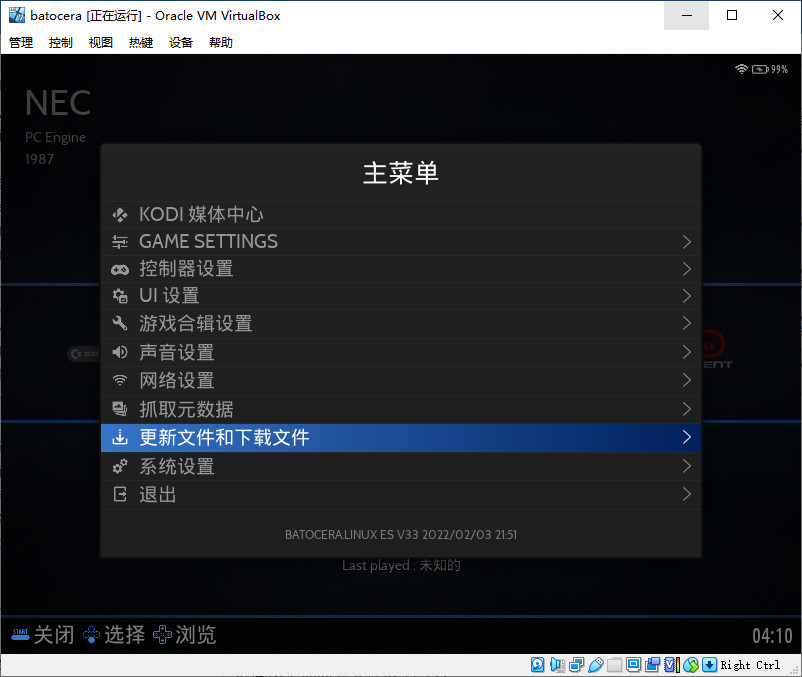 batocera [正在运行] - Oracle VM VirtualBox
管理 控制 视图 热键 设备 帮助
99%
NEC
PC Engine
1987
主菜单
KODI 媒体中心
GAME SETTINGS
控制器设置
UI 设置
游戏合辑设置
声音设置
网络设置
抓取元数据
更新文件和下载文件
系统设置
退出
BATOCERA.LINUX ES V33 2022/02/03 21:51
Last played : 未知的
START 关闭 选择 浏览 04:10
Right Ctrl